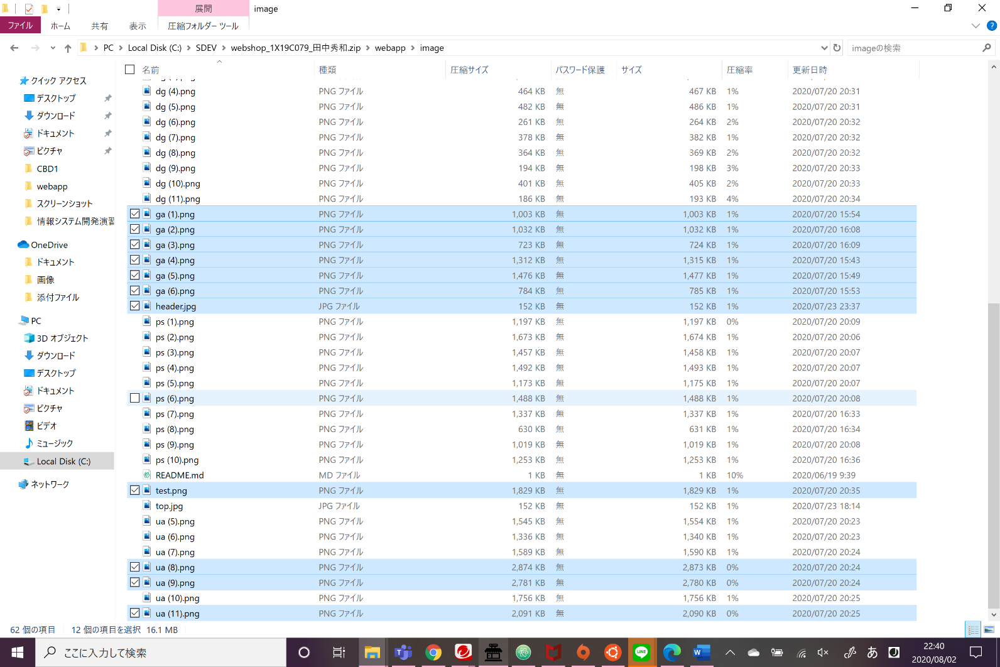 展開
image
ファイル ホーム 共有 表示 圧縮フォルダー ツール
PC > Local Disk (C:) > SDEV > webshop_1X19C079_田中秀和.zip > webapp > image
imageの検索
クイック アクセス
デスクトップ
ダウンロード
ドキュメント
ピクチャ
CBD1
webapp
スクリーンショット
情報システム開発演習
OneDrive
ドキュメント
画像
添付ファイル
PC
3D オブジェクト
ダウンロード
デスクトップ
ドキュメント
ピクチャ
ビデオ
ミュージック
Local Disk (C:)
ネットワーク
名前 種類 圧縮サイズ パスワード保護 サイズ 圧縮率 更新日時
dg (4).png PNG ファイル 464 KB 無 467 KB 1% 2020/07/20 20:31
dg (5).png PNG ファイル 482 KB 無 486 KB 1% 2020/07/20 20:31
dg (6).png PNG ファイル 261 KB 無 264 KB 2% 2020/07/20 20:32
dg (7).png PNG ファイル 378 KB 無 382 KB 1% 2020/07/20 20:32
dg (8).png PNG ファイル 364 KB 無 369 KB 2% 2020/07/20 20:32
dg (9).png PNG ファイル 194 KB 無 198 KB 3% 2020/07/20 20:33
dg (10).png PNG ファイル 401 KB 無 405 KB 2% 2020/07/20 20:33
dg (11).png PNG ファイル 186 KB 無 193 KB 4% 2020/07/20 20:34
ga (1).png PNG ファイル 1,003 KB 無 1,003 KB 1% 2020/07/20 15:54
ga (2).png PNG ファイル 1,032 KB 無 1,032 KB 1% 2020/07/20 16:08
ga (3).png PNG ファイル 723 KB 無 724 KB 1% 2020/07/20 16:09
ga (4).png PNG ファイル 1,312 KB 無 1,315 KB 1% 2020/07/20 15:43
ga (5).png PNG ファイル 1,476 KB 無 1,477 KB 1% 2020/07/20 15:49
ga (6).png PNG ファイル 784 KB 無 785 KB 1% 2020/07/20 15:53
header.jpg JPG ファイル 152 KB 無 152 KB 1% 2020/07/23 23:37
ps (1).png PNG ファイル 1,197 KB 無 1,197 KB 0% 2020/07/20 20:09
ps (2).png PNG ファイル 1,673 KB 無 1,674 KB 1% 2020/07/20 20:06
ps (3).png PNG ファイル 1,457 KB 無 1,458 KB 1% 2020/07/20 20:07
ps (4).png PNG ファイル 1,492 KB 無 1,493 KB 1% 2020/07/20 20:07
ps (5).png PNG ファイル 1,173 KB 無 1,175 KB 1% 2020/07/20 20:07
ps (6).png PNG ファイル 1,488 KB 無 1,488 KB 1% 2020/07/20 20:08
ps (7).png PNG ファイル 1,337 KB 無 1,337 KB 1% 2020/07/20 16:33
ps (8).png PNG ファイル 630 KB 無 631 KB 1% 2020/07/20 16:34
ps (9).png PNG ファイル 1,019 KB 無 1,019 KB 1% 2020/07/20 20:08
ps (10).png PNG ファイル 1,253 KB 無 1,253 KB 1% 2020/07/20 16:36
README.md MD ファイル 1 KB 無 1 KB 10% 2020/06/19 9:39
test.png PNG ファイル 1,829 KB 無 1,829 KB 1% 2020/07/20 20:35
top.jpg JPG ファイル 152 KB 無 152 KB 1% 2020/07/23 18:14
ua (5).png PNG ファイル 1,545 KB 無 1,554 KB 1% 2020/07/20 20:23
ua (6).png PNG ファイル 1,336 KB 無 1,340 KB 1% 2020/07/20 20:23
ua (7).png PNG ファイル 1,589 KB 無 1,590 KB 1% 2020/07/20 20:24
ua (8).png PNG ファイル 2,874 KB 無 2,873 KB 0% 2020/07/20 20:24
ua (9).png PNG ファイル 2,781 KB 無 2,780 KB 0% 2020/07/20 20:24
ua (10).png PNG ファイル 1,756 KB 無 1,756 KB 1% 2020/07/20 20:25
ua (11).png PNG ファイル 2,091 KB 無 2,090 KB 0% 2020/07/20 20:25
62 個の項目 12 個の項目を選択 16.1 MB
ここに入力して検索
LINE
あ
22:40
2020/08/02